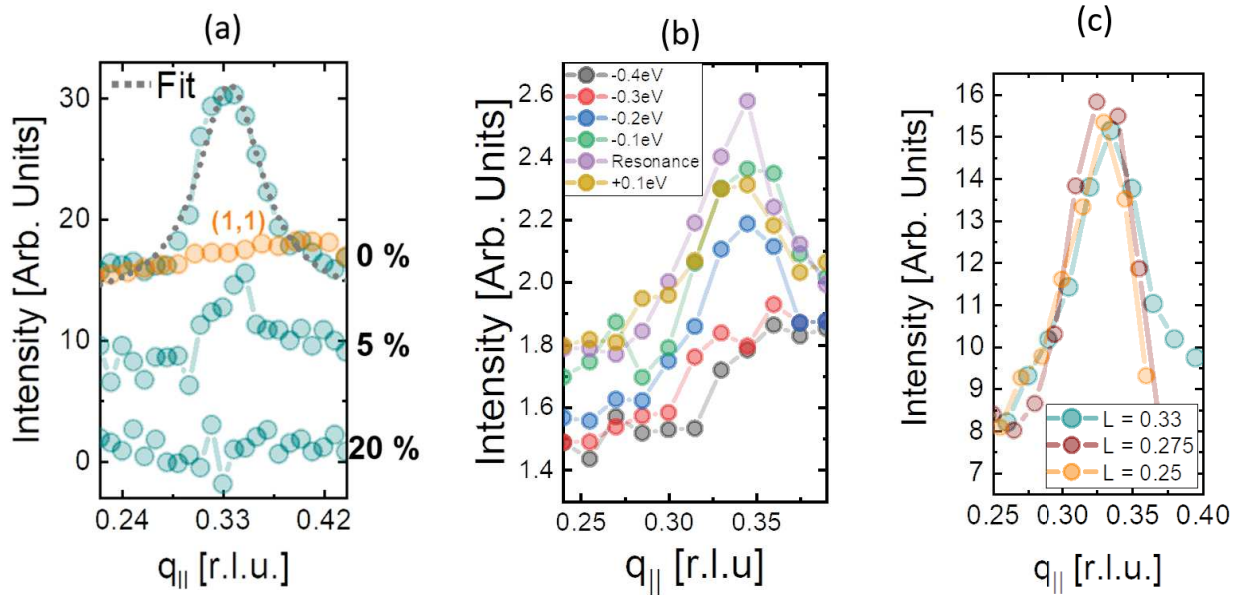 (a)
Fit
(1,1)
0 %
5 %
20 %
30
20
10
0
0.24
0.33
0.42
Intensity [Arb. Units]
q|| [r.l.u.]
(b)
-0.4eV
-0.3eV
-0.2eV
-0.1eV
Resonance
+0.1eV
2.6
2.4
2.2
2.0
1.8
1.6
1.4
0.25
0.30
0.35
Intensity [Arb. Units]
q|| [r.l.u]
(c)
16
15
14
13
12
11
10
9
8
7
L = 0.33
L = 0.275
L = 0.25
0.25
0.30
0.35
0.40
Intensity [Arb. Units]
q|| [r.l.u]